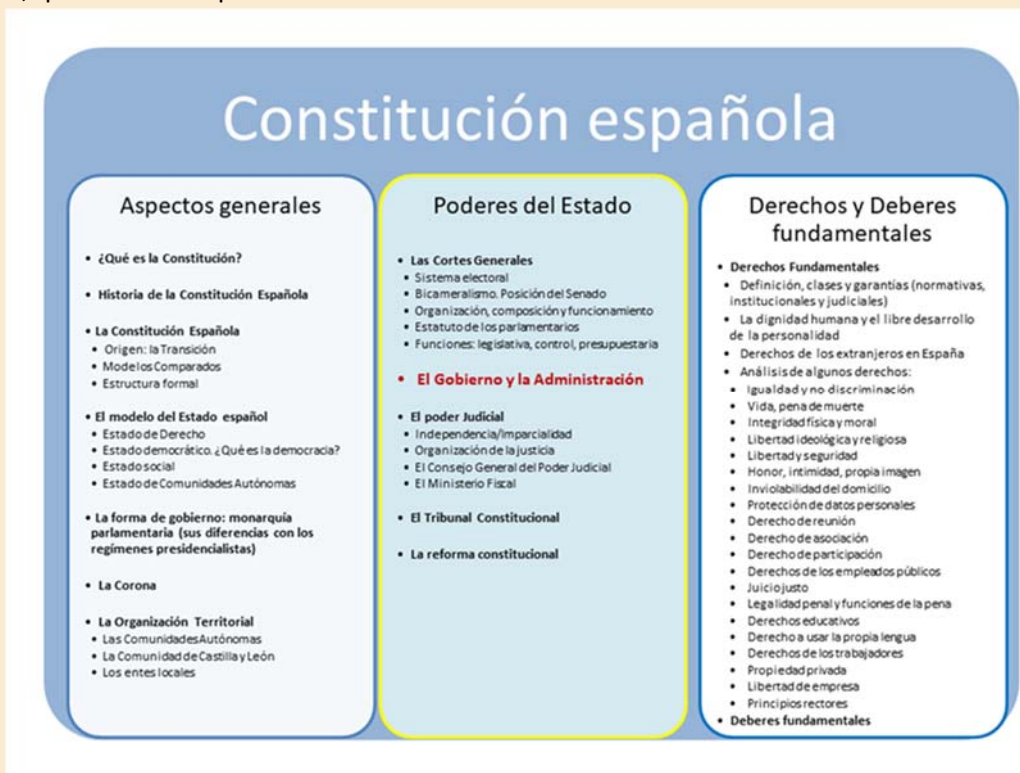 Constitución española
Aspectos generales
• ¿Qué es la Constitución?
• Historia de la Constitución Española
• La Constitución Española
• Origen: la Transición
• Modelos Comparados
• Estructura formal
• El modelo del Estado español
• Estado de Derecho
• Estado democrático. ¿Qué es la democracia?
• Estado social
• Estado de Comunidades Autónomas
• La forma de gobierno: monarquía
parlamentaria (sus diferencias con los
regímenes presidencialistas)
• La Corona
• La Organización Territorial
• Las Comunidades Autónomas
• La Comunidad de Castilla y León
• Los entes locales
Poderes del Estado
• Las Cortes Generales
• Sistema electoral
• Bicameralismo. Posición del Senado
• Organización, composición y funcionamiento
• Estatuto de los parlamentarios
• Funciones: legislativa, control, presupuestaria
• El Gobierno y la Administración
• El poder Judicial
• Independencia/Imparcialidad
• Organización de la justicia
• El Consejo General del Poder Judicial
• El Ministerio Fiscal
• El Tribunal Constitucional
• La reforma constitucional
Derechos y Deberes
fundamentales
• Derechos Fundamentales
• Definición, clases y garantías (normativas,
institucionales y judiciales)
• La dignidad humana y el libre desarrollo
de la personalidad
• Derechos de los extranjeros en España
• Análisis de algunos derechos:
• Igualdad y no discriminación
• Vida, pena de muerte
• Integridad física y moral
• Libertad ideológica y religiosa
• Libertad y seguridad
• Honor, intimidad, propia imagen
• Inviolabilidad del domicilio
• Protección de datos personales
• Derecho de reunión
• Derecho de asociación
• Derecho de participación
• Derechos de los empleados públicos
• Juicio justo
• Legalidad penal y funciones de la pena
• Derechos educativos
• Derecho a usar la propia lengua
• Derechos de los trabajadores
• Propiedad privada
• Libertad de empresa
• Principios rectores
• Deberes fundamentales